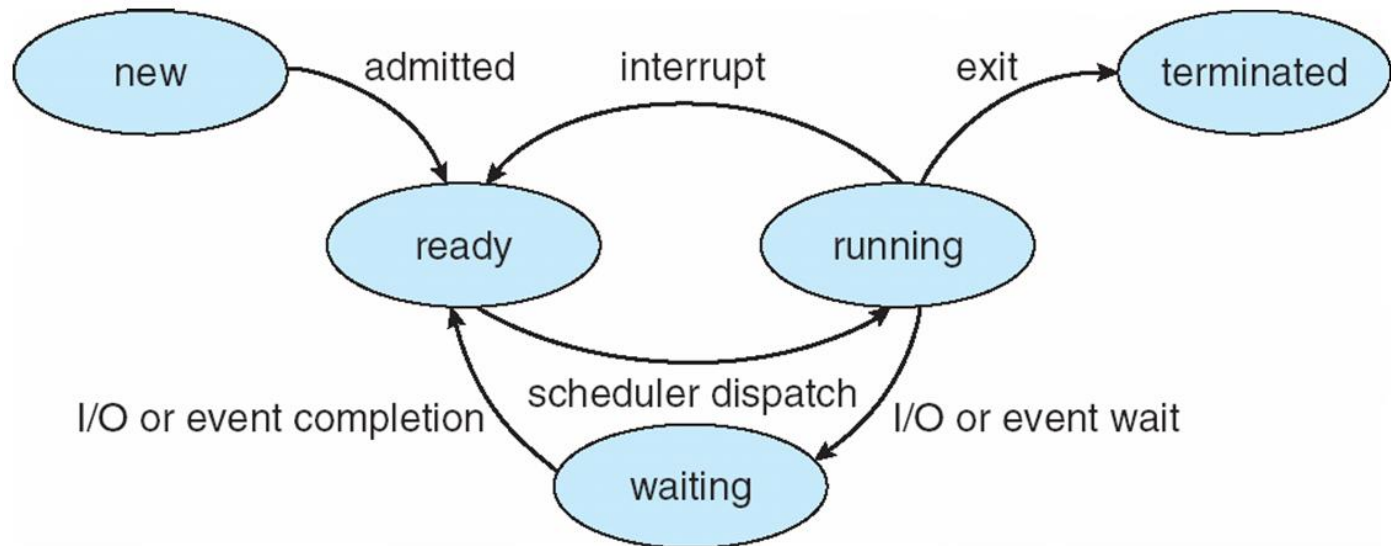 new
admitted
interrupt
exit
terminated
ready
running
scheduler dispatch
I/O or event completion
I/O or event wait
waiting